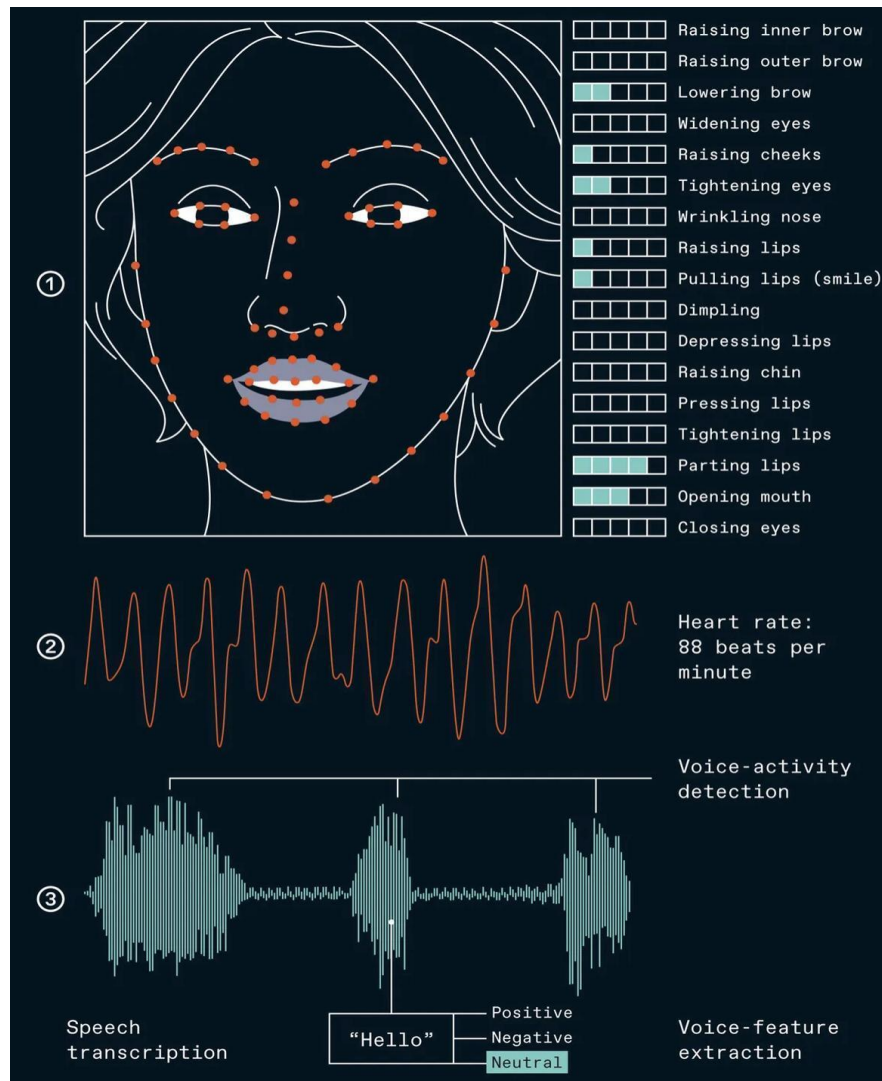 Raising inner brow
Raising outer brow
Lowering brow
Widening eyes
Raising cheeks
Tightening eyes
Wrinkling nose
Raising lips
Pulling lips (smile)
Dimpling
Depressing lips
Raising chin
Pressing lips
Tightening lips
Parting lips
Opening mouth
Closing eyes
1
2
Heart rate:
88 beats per
minute
Voice-activity
detection
3
Speech
transcription
“Hello”
Positive
Negative
Neutral
Voice-feature
extraction